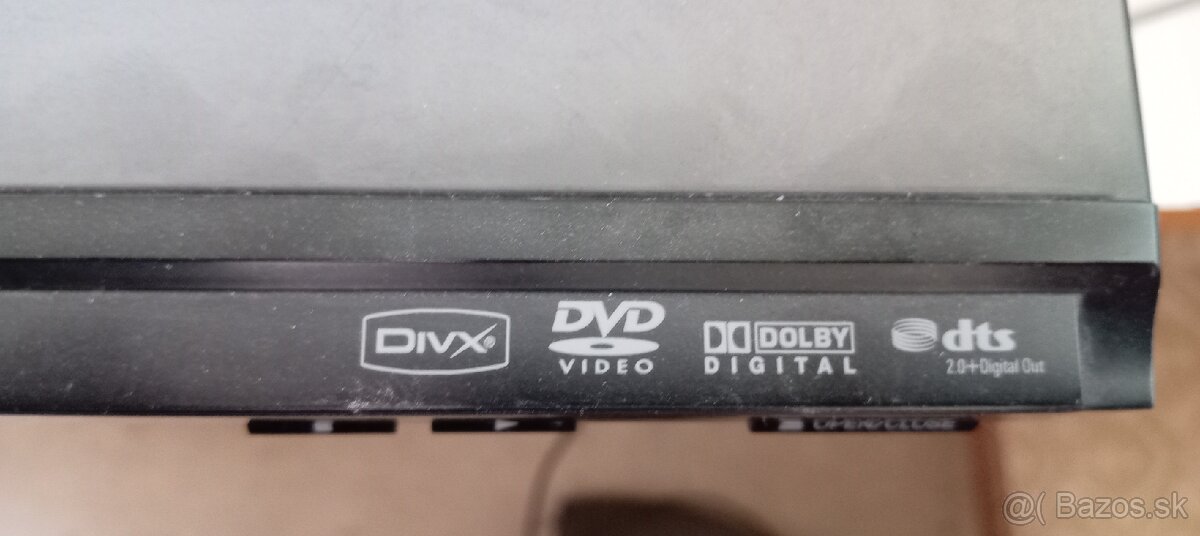 DIVX®
DVD
VIDEO
DOLBY
DIGITAL
dts
2.0+Digital Out
OPEN/CLOSE
@( Bazos.sk